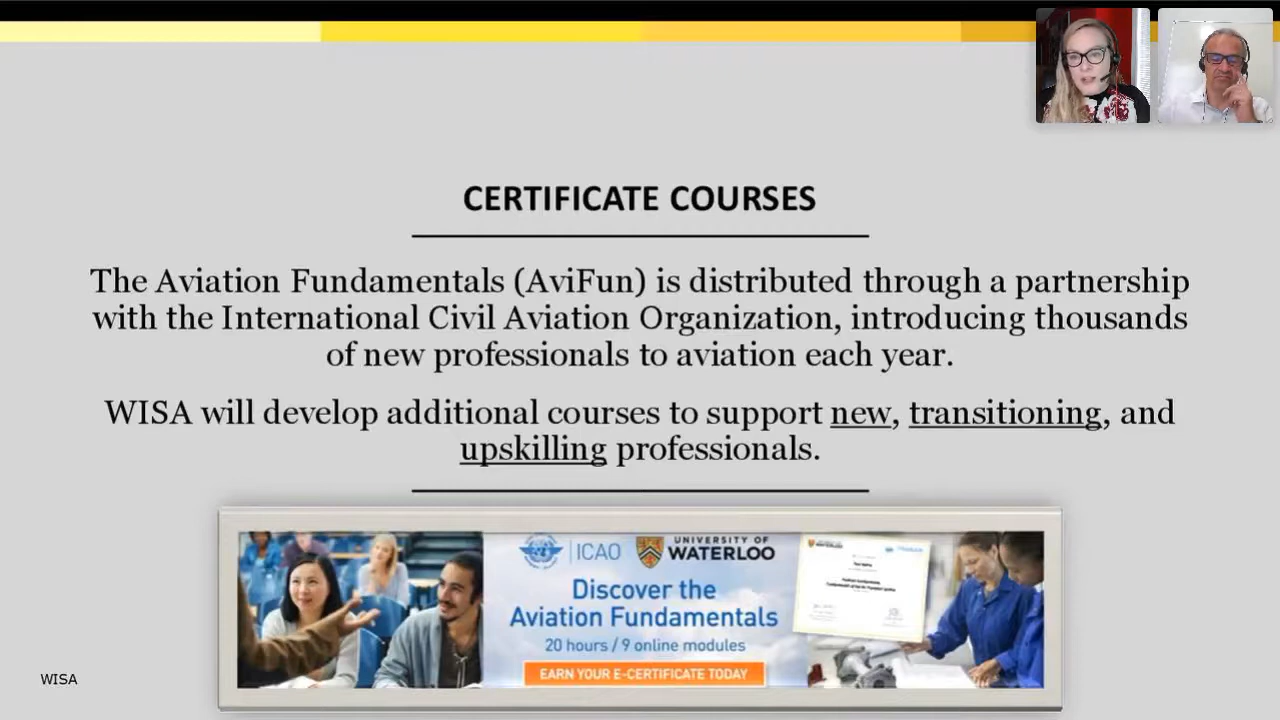 CERTIFICATE COURSES
The Aviation Fundamentals (AviFun) is distributed through a partnership
with the International Civil Aviation Organization, introducing thousands
of new professionals to aviation each year.
WISA will develop additional courses to support new, transitioning, and
upskilling professionals.
ICAO
UNIVERSITY OF
WATERLOO
Discover the
Aviation Fundamentals
20 hours / 9 online modules
EARN YOUR E-CERTIFICATE TODAY
WISA